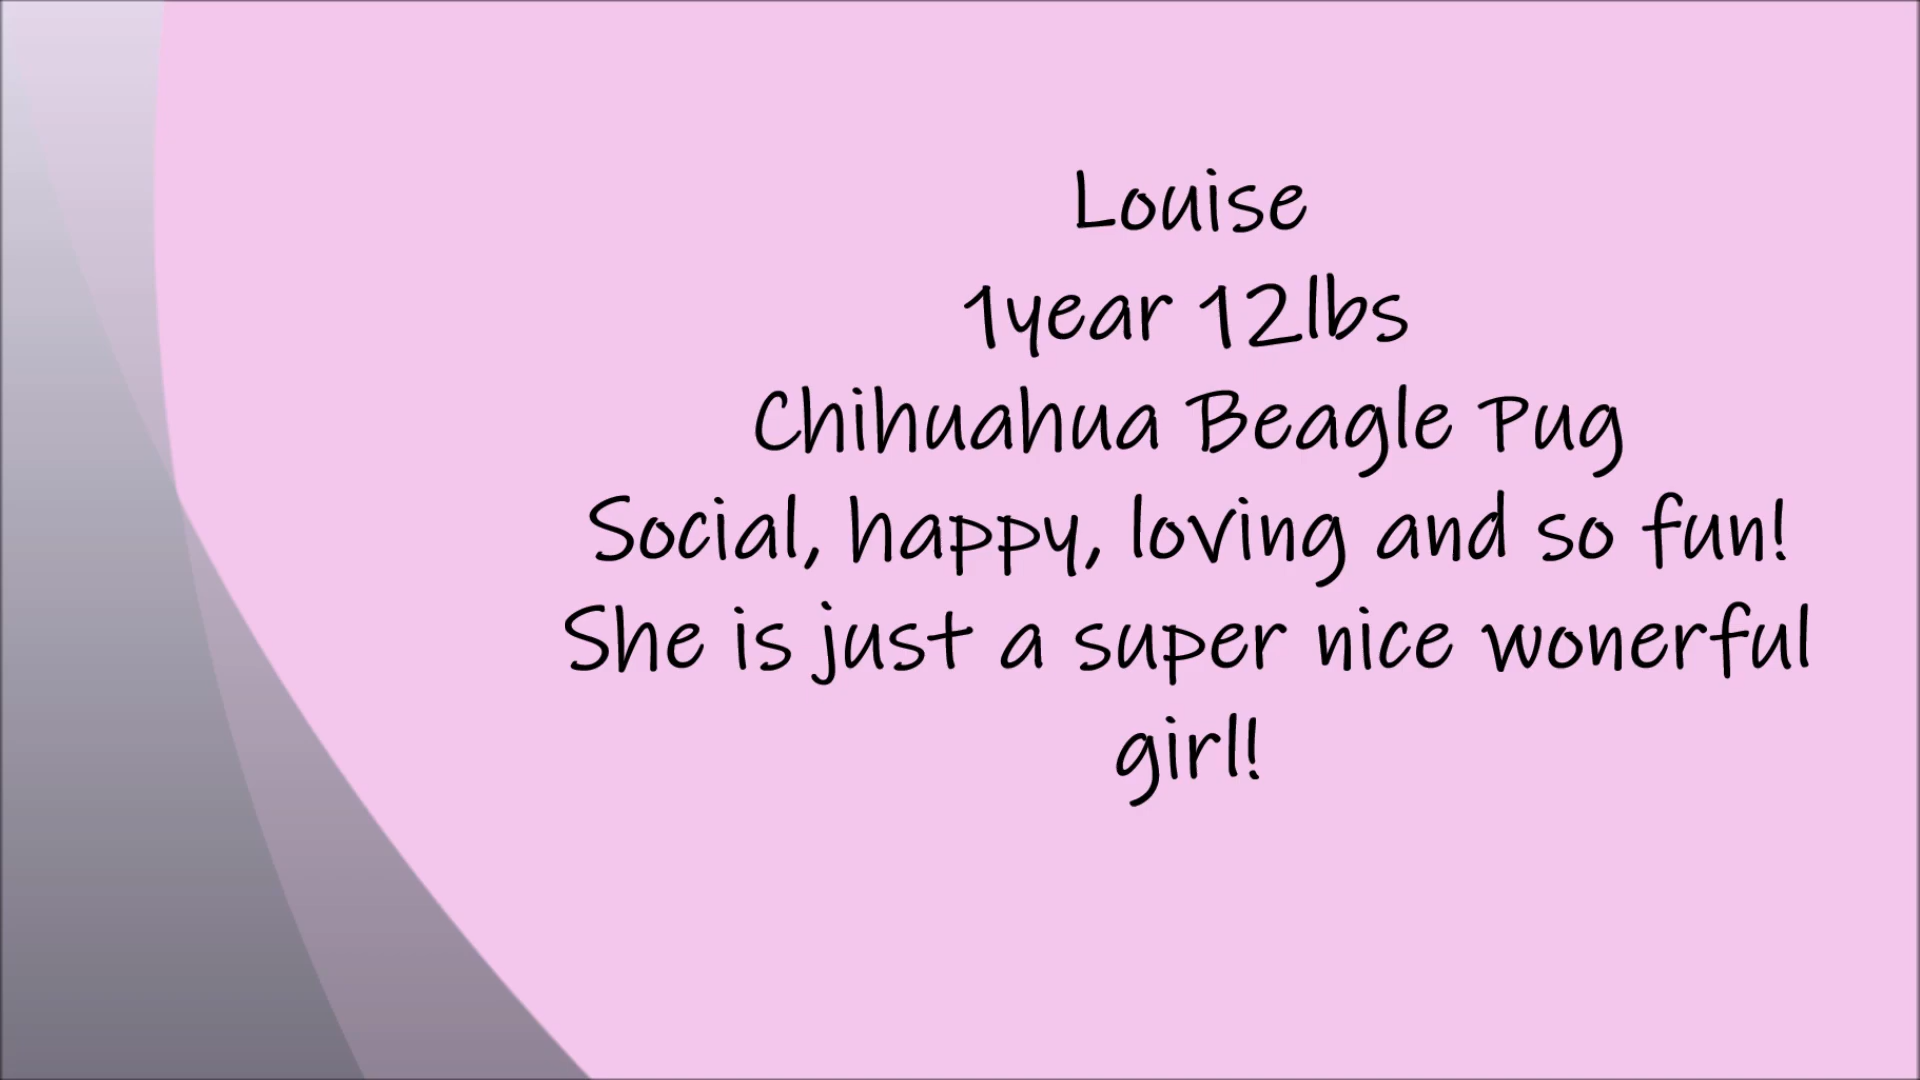 Louise
1year 12lbs
Chihuahua Beagle Pug
Social, happy, loving and so fun!
She is just a super nice wonerful
girl!